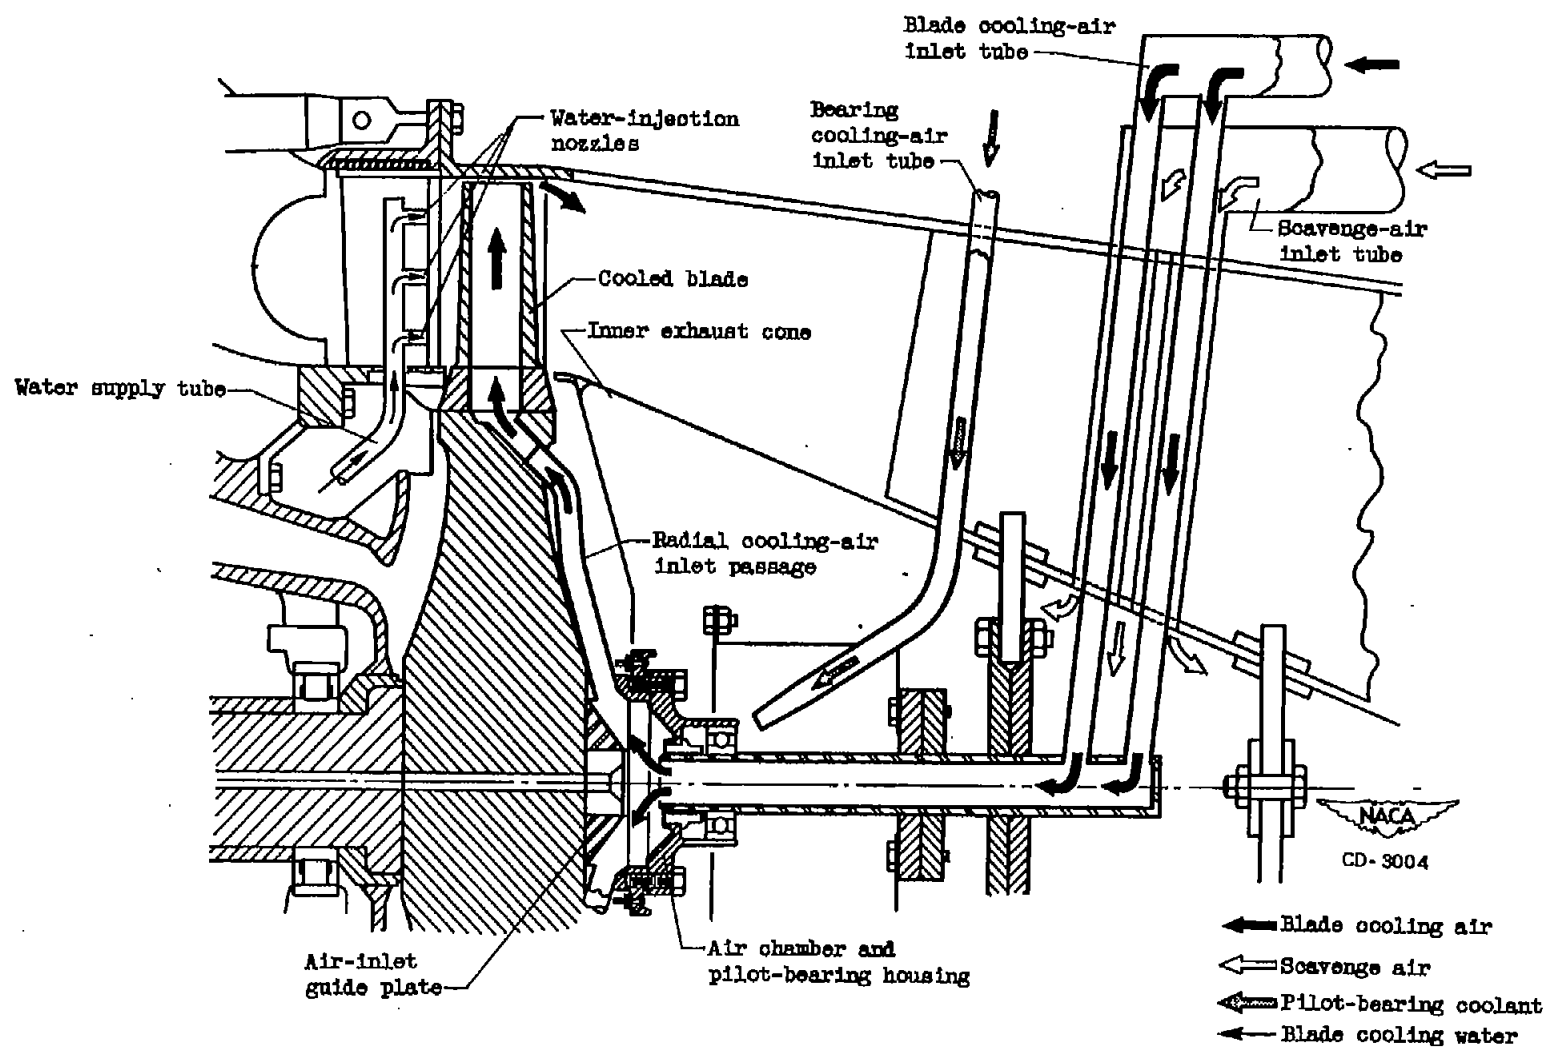 Blade cooling-air
inlet tube
Bearing
cooling-air
inlet tube
Water-injection
nozzles
Scavenge-air
inlet tube
Cooled blade
Inner exhaust cone
Water supply tube
Radial cooling-air
inlet passage
NACA
CD-3004
Air-inlet
guide plate
Air chamber and
pilot-bearing housing
Blade cooling air
Scavenge air
Pilot-bearing coolant
Blade cooling water